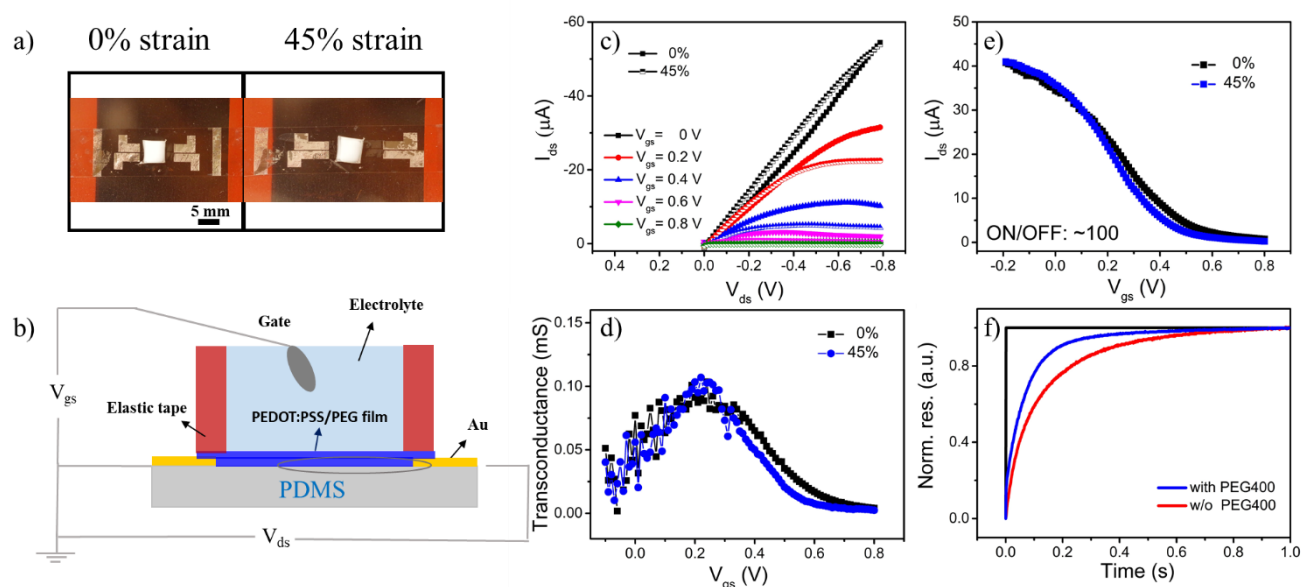 a)
0% strain
45% strain
5 mm
b)
Gate
Electrolyte
V_gs
Elastic tape
PEDOT:PSS/PEG film
Au
PDMS
V_ds
c)
0%
45%
V_gs = 0 V
V_gs = 0.2 V
V_gs = 0.4 V
V_gs = 0.6 V
V_gs = 0.8 V
I_ds (μA)
-60
-40
-20
0
0.4 0.2 0.0 -0.2 -0.4 -0.6 -0.8
V_ds (V)
d)
0%
45%
Transconductance (mS)
0.15
0.10
0.05
0.00
0.0 0.2 0.4 0.6 0.8
V_gs (V)
e)
0%
45%
I_ds (μA)
50
40
30
20
10
0
ON/OFF: ~100
-0.2 0.0 0.2 0.4 0.6 0.8
V_gs (V)
f)
Norm. res. (a.u.)
0.8
0.4
0.0
with PEG400
w/o PEG400
0.0 0.2 0.4 0.6 0.8 1.0
Time (s)